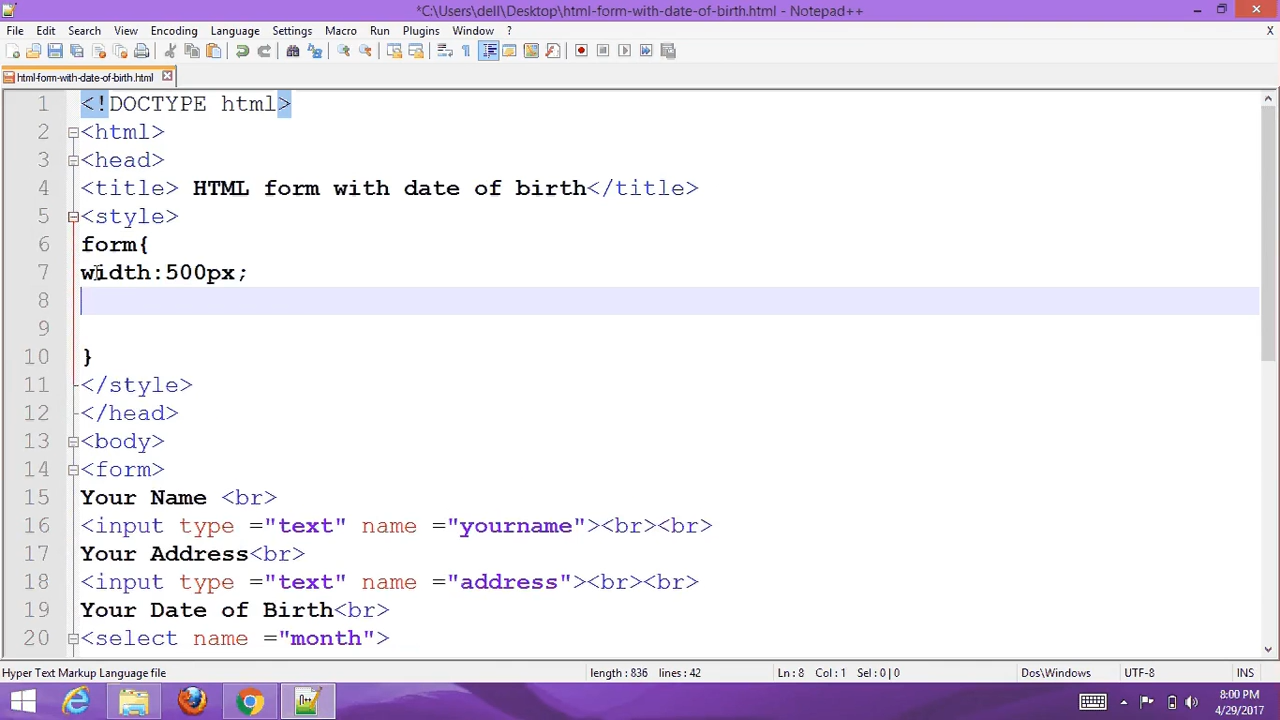 *C:\Users\dell\Desktop\html-form-with-date-of-birth.html - Notepad++
File Edit Search View Encoding Language Settings Macro Run Plugins Window ? X
html-form-with-date-of-birth.html
1 <!DOCTYPE html>
2 <html>
3 <head>
4 <title> HTML form with date of birth</title>
5 <style>
6 form{
7 width:500px;
8
9
10 }
11 </style>
12 </head>
13 <body>
14 <form>
15 Your Name <br>
16 <input type ="text" name ="yourname"><br><br>
17 Your Address<br>
18 <input type ="text" name ="address"><br><br>
19 Your Date of Birth<br>
20 <select name ="month">
Hyper Text Markup Language file length : 836 lines : 42 Ln : 8 Col : 1 Sel : 0 | 0 Dos\Windows UTF-8 INS
8:00 PM
4/29/2017